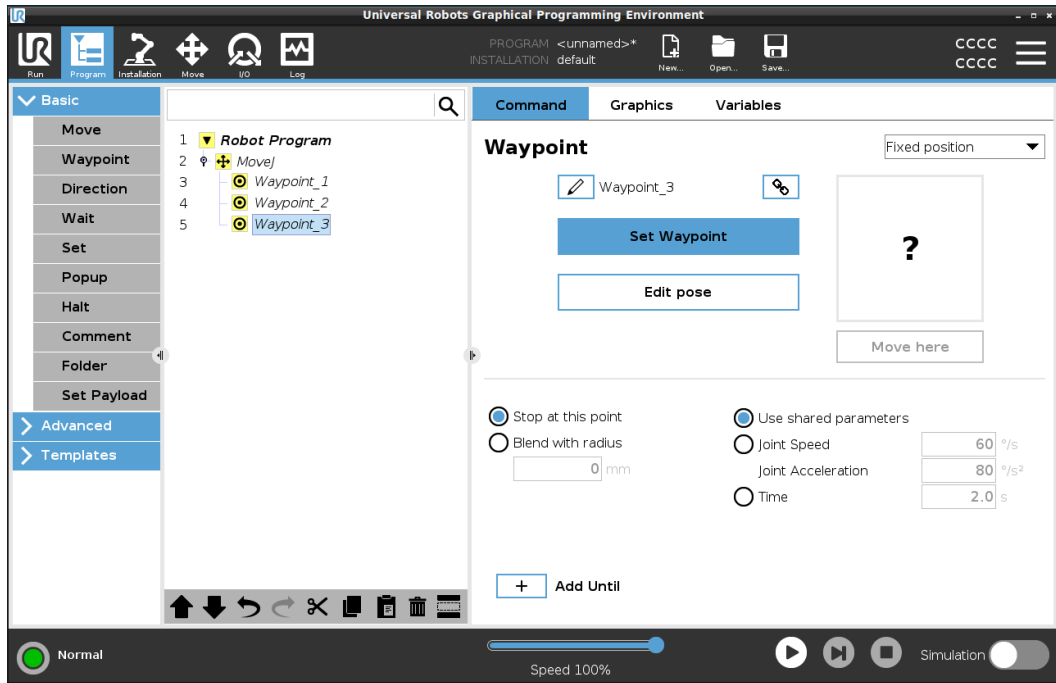 Universal Robots Graphical Programming Environment
UR
Run
Program
Installation
Move
I/O
Log
PROGRAM <unnamed>*
INSTALLATION default
New...
Open...
Save...
CCCC
CCCC
Basic
Move
Waypoint
Direction
Wait
Set
Popup
Halt
Comment
Folder
Set Payload
Advanced
Templates
1 Robot Program
2 MoveJ
3 Waypoint_1
4 Waypoint_2
5 Waypoint_3
Command Graphics Variables
Waypoint
Fixed position
Waypoint_3
Set Waypoint
Edit pose
?
Move here
Stop at this point
Blend with radius
0 mm
Use shared parameters
Joint Speed 60 °/s
Joint Acceleration 80 °/s²
Time 2.0 s
+ Add Until
Normal
Speed 100%
Simulation